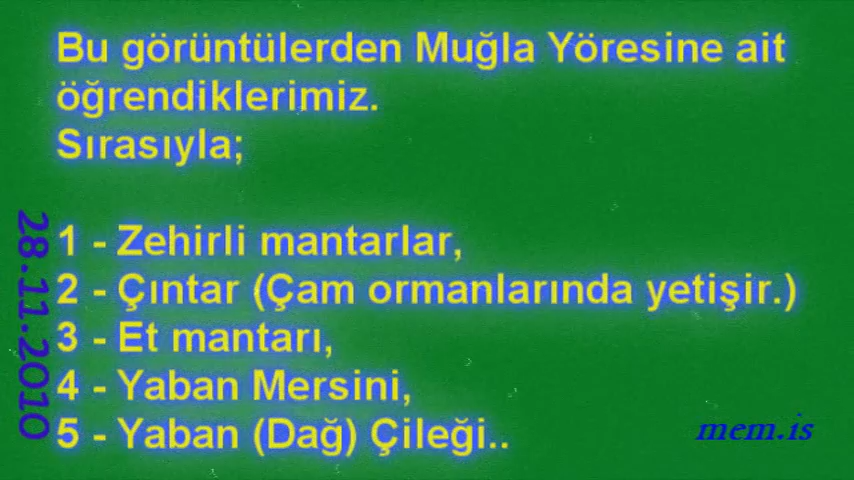 Bu görüntülerden Muğla Yöresine ait
öğrendiklerimiz.
Sırasıyla;
1 - Zehirli mantarlar,
2 - Çıntar (Çam ormanlarında yetişir.)
3 - Et mantarı,
4 - Yaban Mersini,
5 - Yaban (Dağ) Çileği..
28.11.2010
mem.is